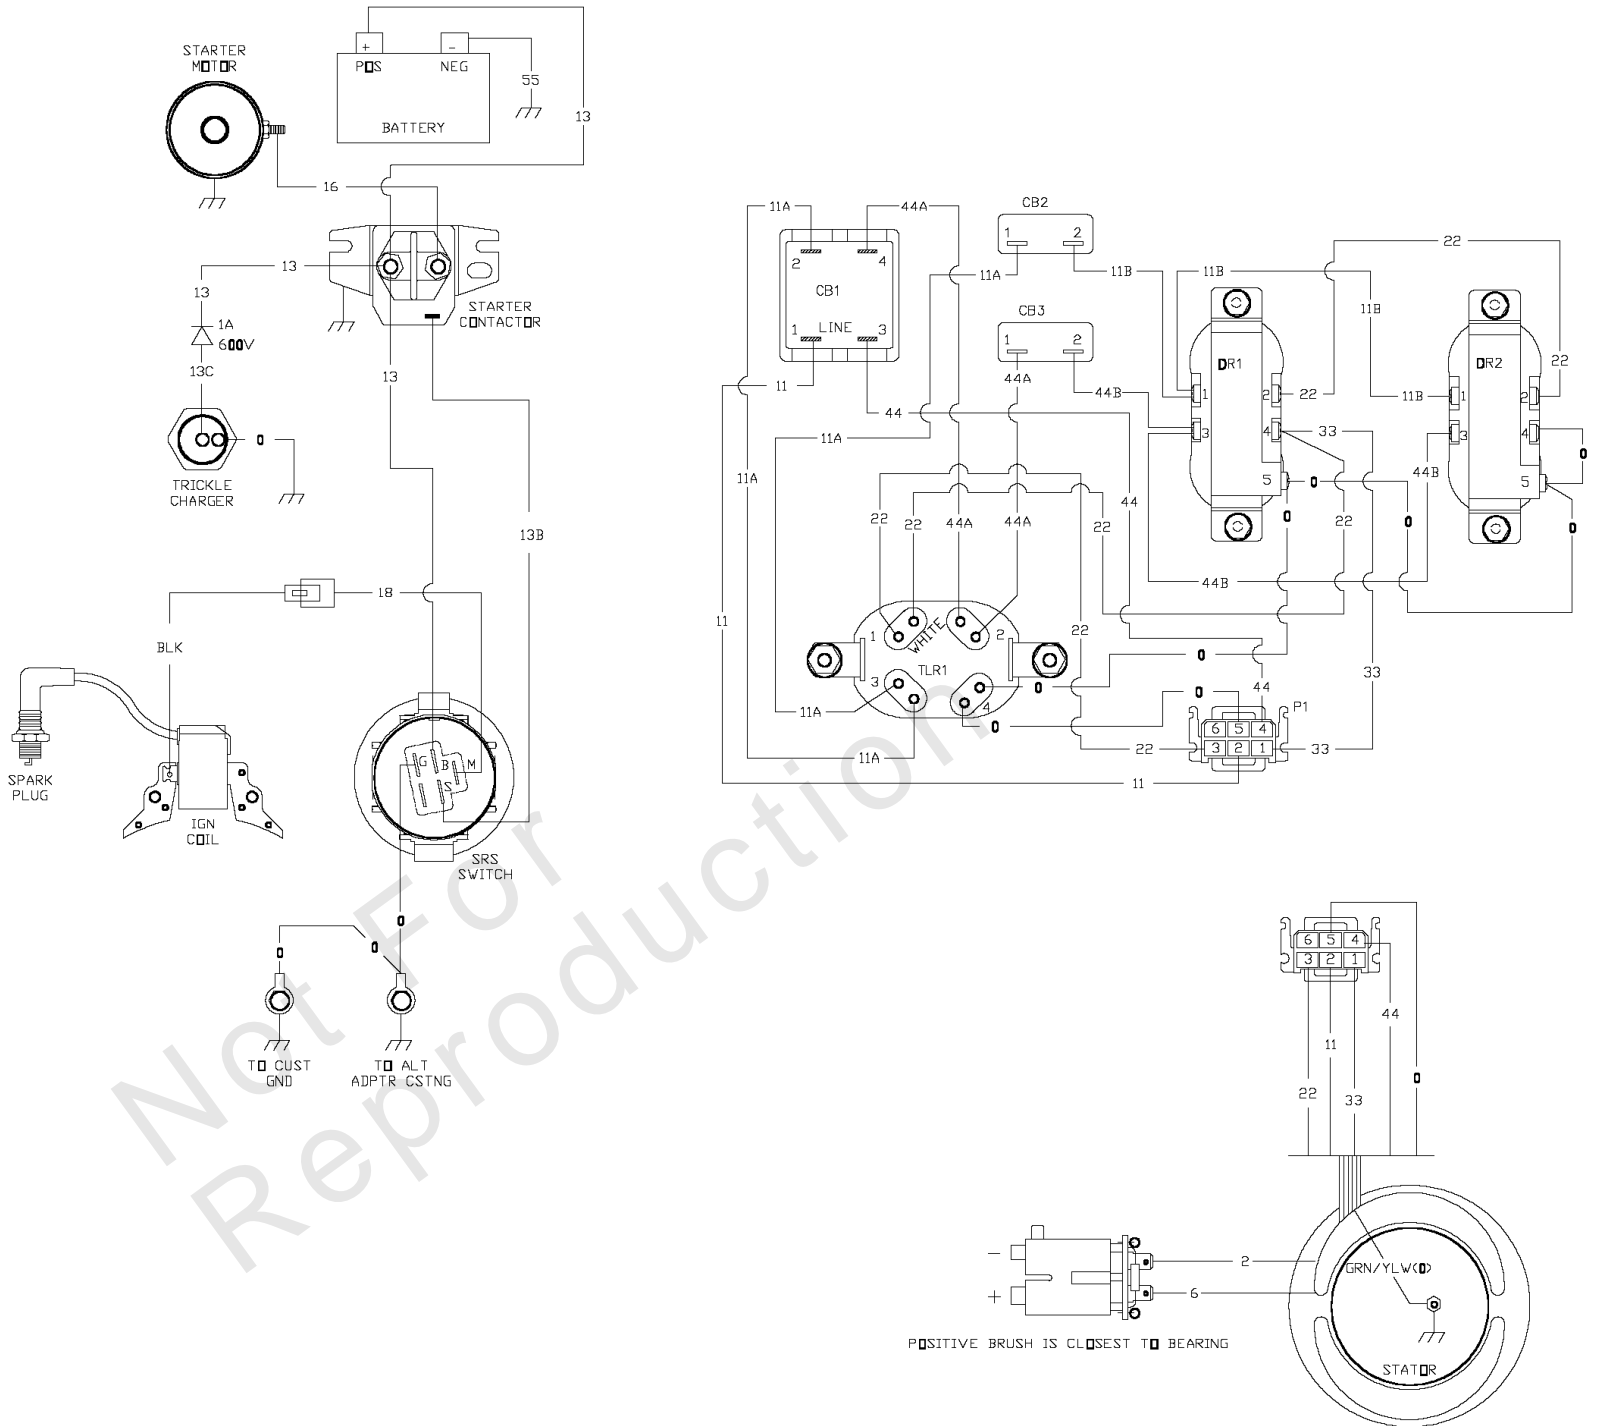 STARTER
MOTOR
+
POS
-
NEG
BATTERY
55
13
16
13
13
1A
600V
13C
STARTER
CONTACTOR
13
0
TRICKLE
CHARGER
13B
18
BLK
SPARK
PLUG
IGN
COIL
G
B
M
S
SRS
SWITCH
0
0
0
TO CUST
GND
TO ALT
ADPTR CSTNG
11A
44A
2
4
CB1
1
LINE
3
11
44
CB2
1
2
11A
11B
CB3
1
2
44A
44B
11B
22
11B
DR1
1
2
3
4
5
22
33
0
0
22
11B
22
DR2
1
2
3
4
5
44B
0
0
0
11A
11A
22
22
44A
44A
22
44
44B
11
22
33
WHITE
1
2
TLR1
3
4
11A
11A
0
0
0
0
44
P1
6
5
4
3
2
1
22
33
11
6
5
4
3
2
1
44
11
0
22
33
-
+
2
6
GRN/YLW(0)
STATOR
POSITIVE BRUSH IS CLOSEST TO BEARING
Not For
Reproduction